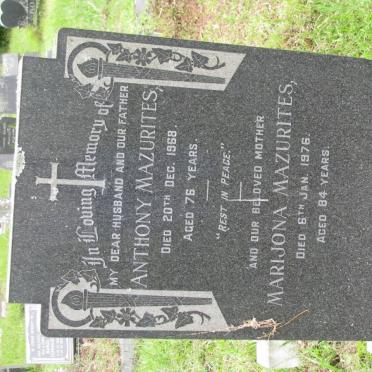 In Loving Memory of
MY DEAR HUSBAND AND OUR FATHER
ANTHONY MAZURITES,
DIED 20TH DEC. 1968.
AGED 76 YEARS.
"REST IN PEACE."
AND OUR BELOVED MOTHER
MARIJONA MAZURITES,
DIED 6TH JAN. 1976.
AGED 84 YEARS.